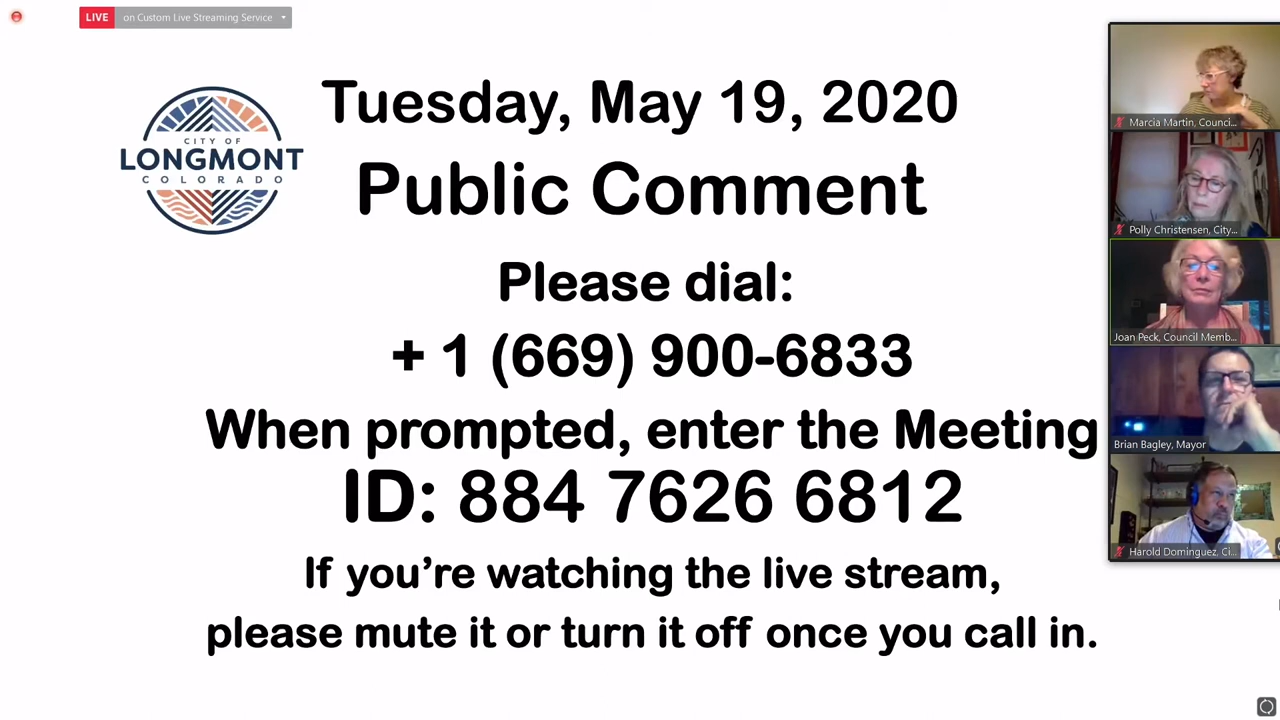 LIVE on Custom Live Streaming Service
Tuesday, May 19, 2020
CITY OF
LONGMONT
COLORADO
Public Comment
Please dial:
+ 1 (669) 900-6833
When prompted, enter the Meeting
ID: 884 7626 6812
If you’re watching the live stream,
please mute it or turn it off once you call in.
Marcia Martin, Counci...
Polly Christensen, City...
Joan Peck, Council Memb...
Brian Bagley, Mayor
Harold Dominguez, Ci...